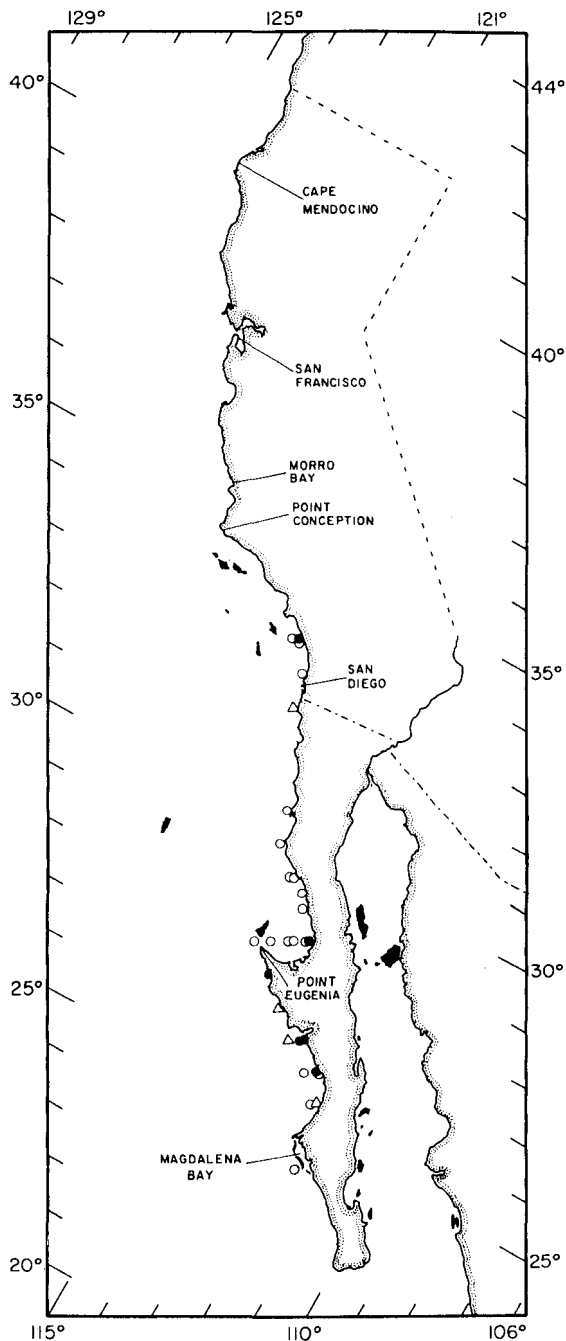 129° 125° 121°
40° 44°
CAPE
MENDOCINO
SAN
FRANCISCO
40°
35°
MORRO
BAY
POINT
CONCEPTION
SAN
DIEGO
35°
30°
30°
POINT
EUGENIA
25°
MAGDALENA
BAY
20° 25°
115° 110° 106°